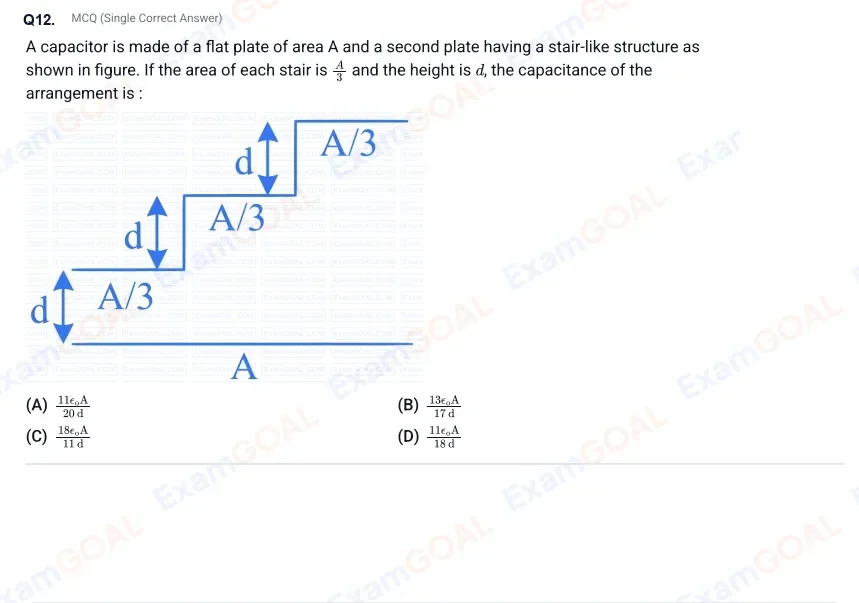 Q12. MCQ (Single Correct Answer)
A capacitor is made of a flat plate of area A and a second plate having a stair-like structure as
shown in figure. If the area of each stair is A/3 and the height is d, the capacitance of the
arrangement is :
d A/3
d A/3
d A/3
A
(A) 11ϵ₀A / 20 d (B) 13ϵ₀A / 17 d
(C) 18ϵ₀A / 11 d (D) 11ϵ₀A / 18 d
ExamGOAL